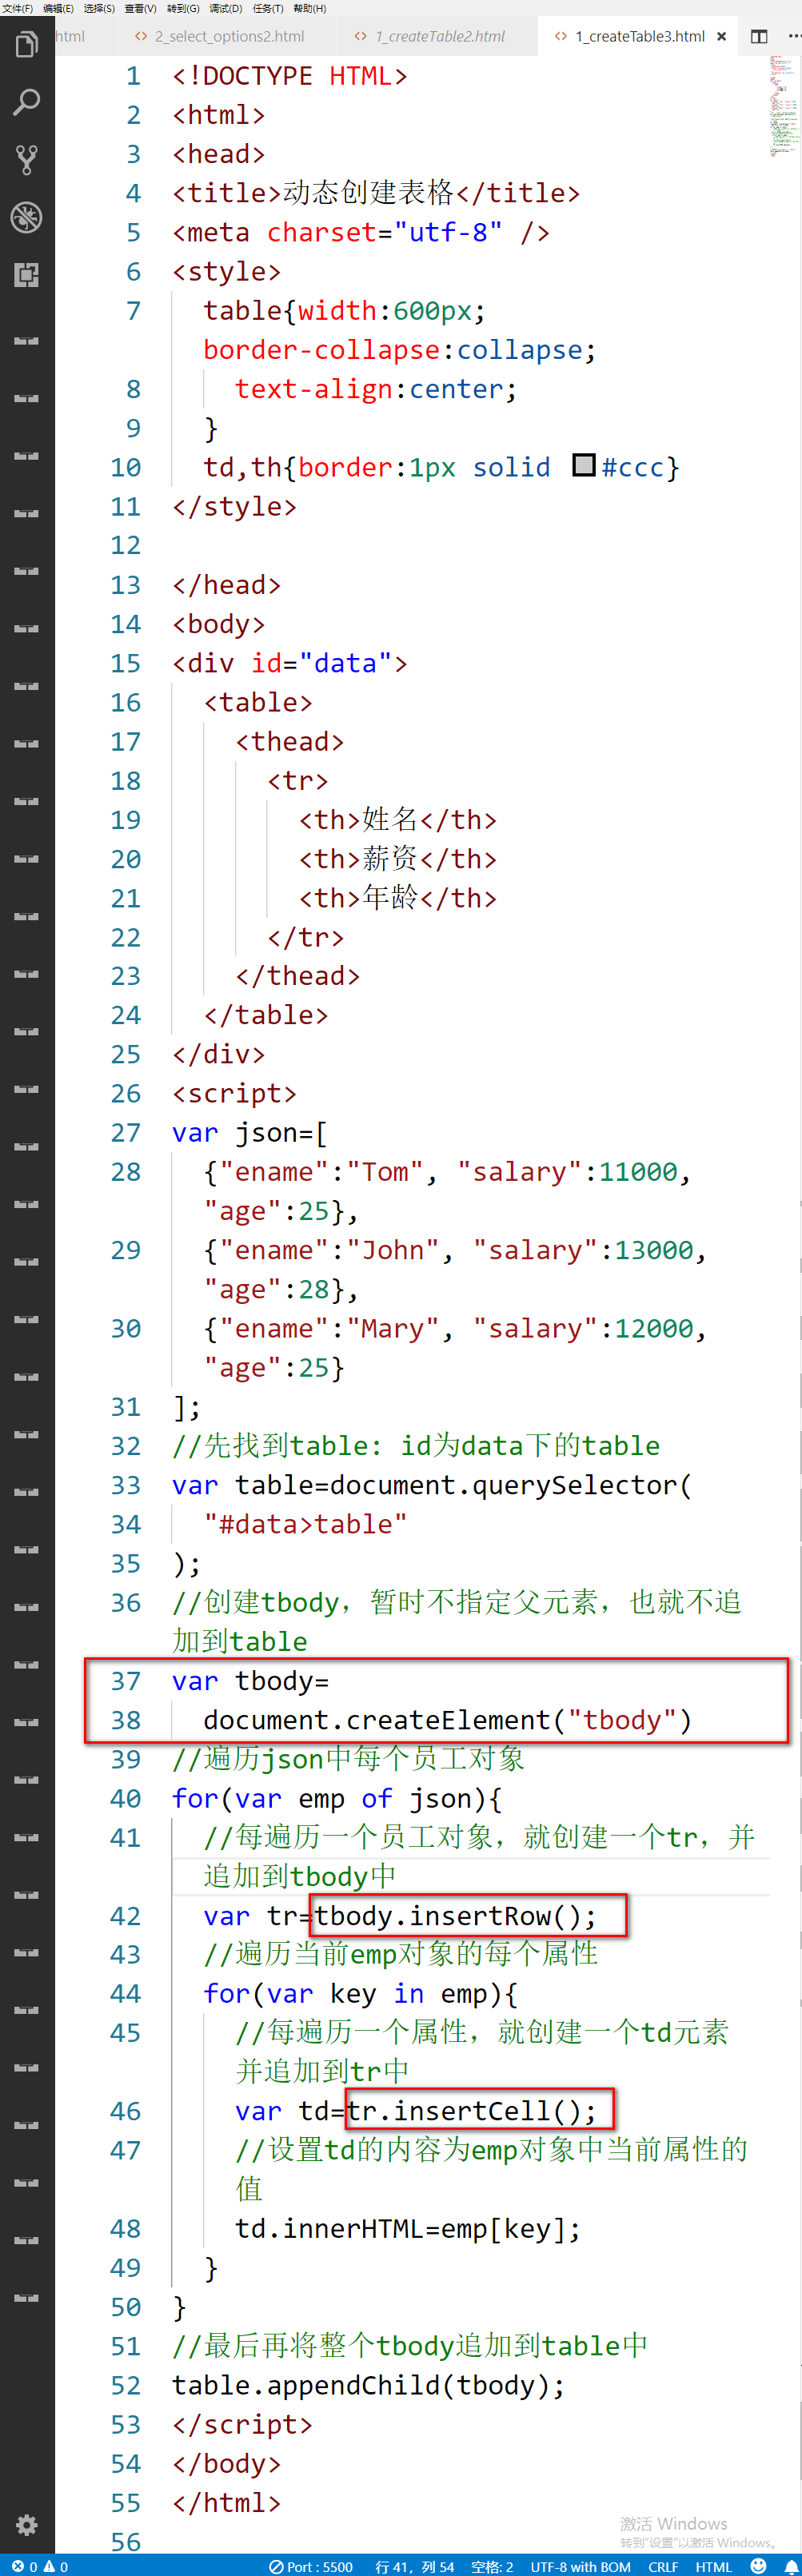 文件(F) 编辑(E) 选择(S) 查看(V) 转到(G) 调试(D) 任务(T) 帮助(H)
html 2_select_options2.html 1_createTable2.html 1_createTable3.html
1 <!DOCTYPE HTML>
2 <html>
3 <head>
4 <title>动态创建表格</title>
5 <meta charset="utf-8" />
6 <style>
7 table{width:600px;
border-collapse:collapse;
8 text-align:center;
9 }
10 td,th{border:1px solid #ccc}
11 </style>
12
13 </head>
14 <body>
15 <div id="data">
16 <table>
17 <thead>
18 <tr>
19 <th>姓名</th>
20 <th>薪资</th>
21 <th>年龄</th>
22 </tr>
23 </thead>
24 </table>
25 </div>
26 <script>
27 var json=[
28 {"ename":"Tom", "salary":11000,
"age":25},
29 {"ename":"John", "salary":13000,
"age":28},
30 {"ename":"Mary", "salary":12000,
"age":25}
31 ];
32 //先找到table: id为data下的table
33 var table=document.querySelector(
34 "#data>table"
35 );
36 //创建tbody，暂时不指定父元素，也就不追
加到table
37 var tbody=
38 document.createElement("tbody")
39 //遍历json中每个员工对象
40 for(var emp of json){
41 //每遍历一个员工对象，就创建一个tr，并
追加到tbody中
42 var tr=tbody.insertRow();
43 //遍历当前emp对象的每个属性
44 for(var key in emp){
45 //每遍历一个属性，就创建一个td元素
并追加到tr中
46 var td=tr.insertCell();
47 //设置td的内容为emp对象中当前属性的
值
48 td.innerHTML=emp[key];
49 }
50 }
51 //最后再将整个tbody追加到table中
52 table.appendChild(tbody);
53 </script>
54 </body>
55 </html>
56
激活 Windows
转到"设置"以激活 Windows。
0 0 Port : 5500 行 41，列 54 空格: 2 UTF-8 with BOM CRLF HTML